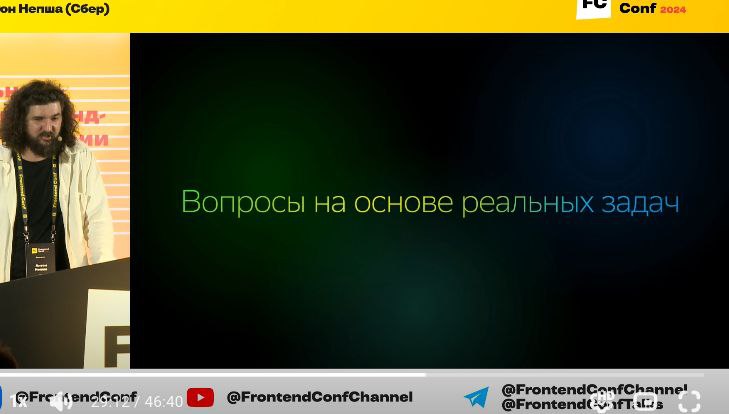 он Непша (Сбер)
FC
Conf 2024
Вопросы на основе реальных задач
@FrontendConf
@FrontendConfChannel
@FrontendConfChannel
@FrontendConfTalks
1x
29:12 / 46:40
HD